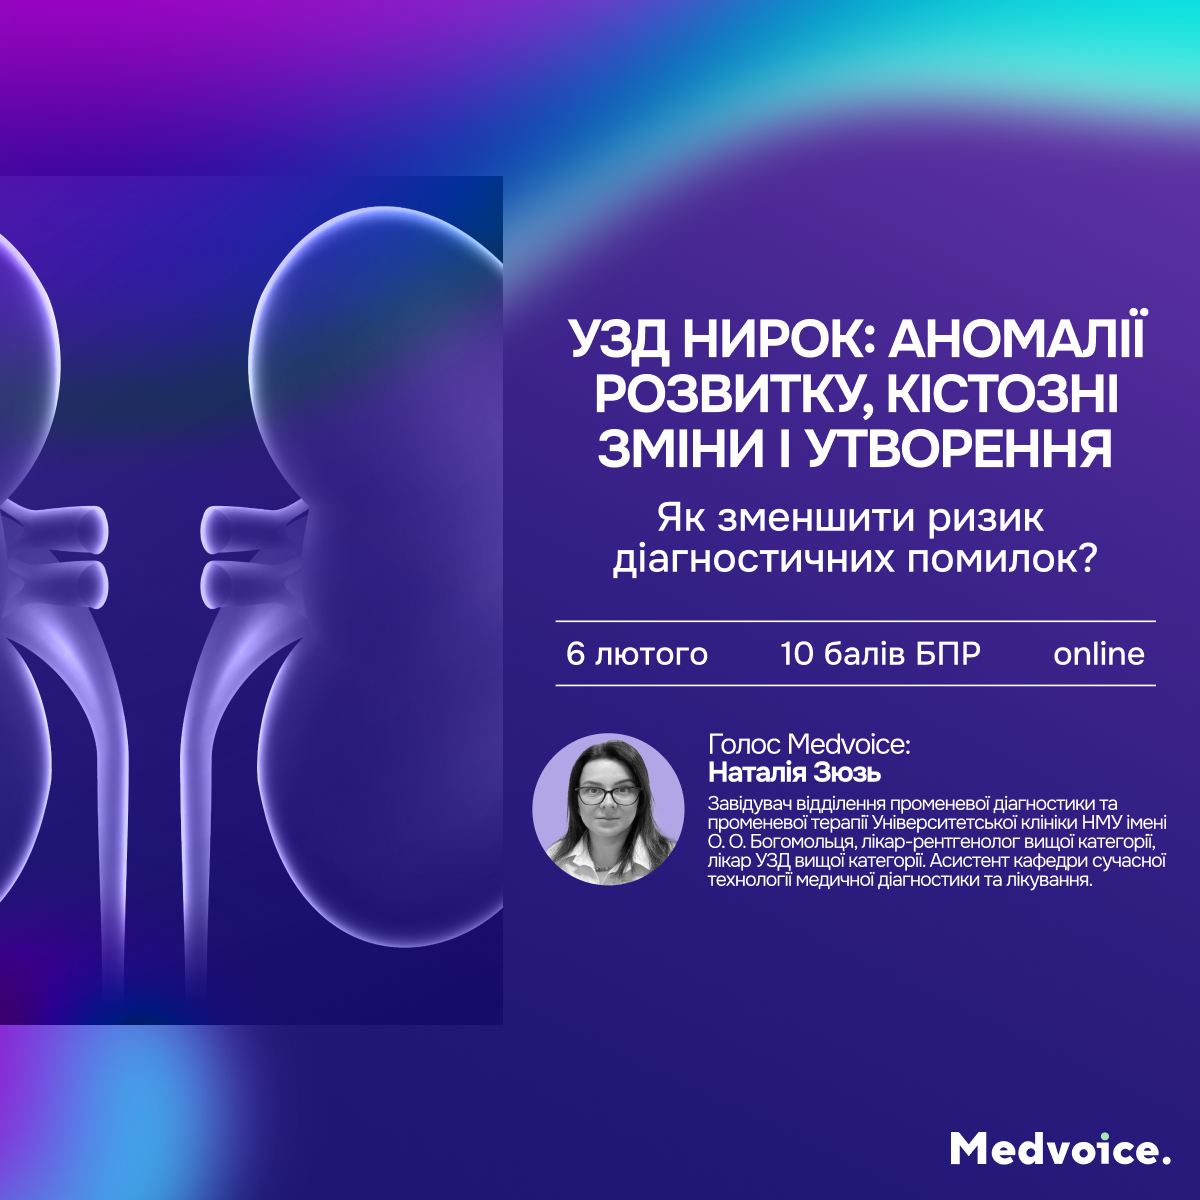 УЗД НИРОК: АНОМАЛІЇ
РОЗВИТКУ, КІСТОЗНІ
ЗМІНИ І УТВОРЕННЯ
Як зменшити ризик
діагностичних помилок?
6 лютого 10 балів БПР online
Голос Medvoice:
Наталія Зюзь
Завідувач відділення променевої діагностики та
променевої терапії Університетської клініки НМУ імені
О. О. Богомольця, лікар-рентгенолог вищої категорії,
лікар УЗД вищої категорії. Асистент кафедри сучасної
технології медичної діагностики та лікування.
Medvoice.